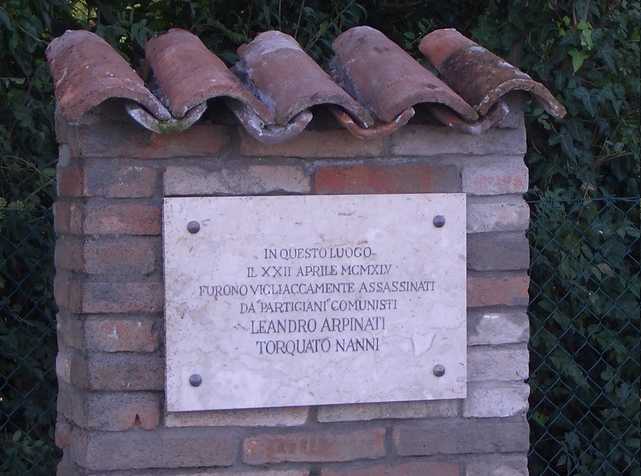 IN QUESTO LUOGO
IL XXII APRILE MCMXLV
FURONO VIGLIACCAMENTE ASSASSINATI
DA "PARTIGIANI" COMUNISTI
LEANDRO ARPINATI
TORQUATO NANNI